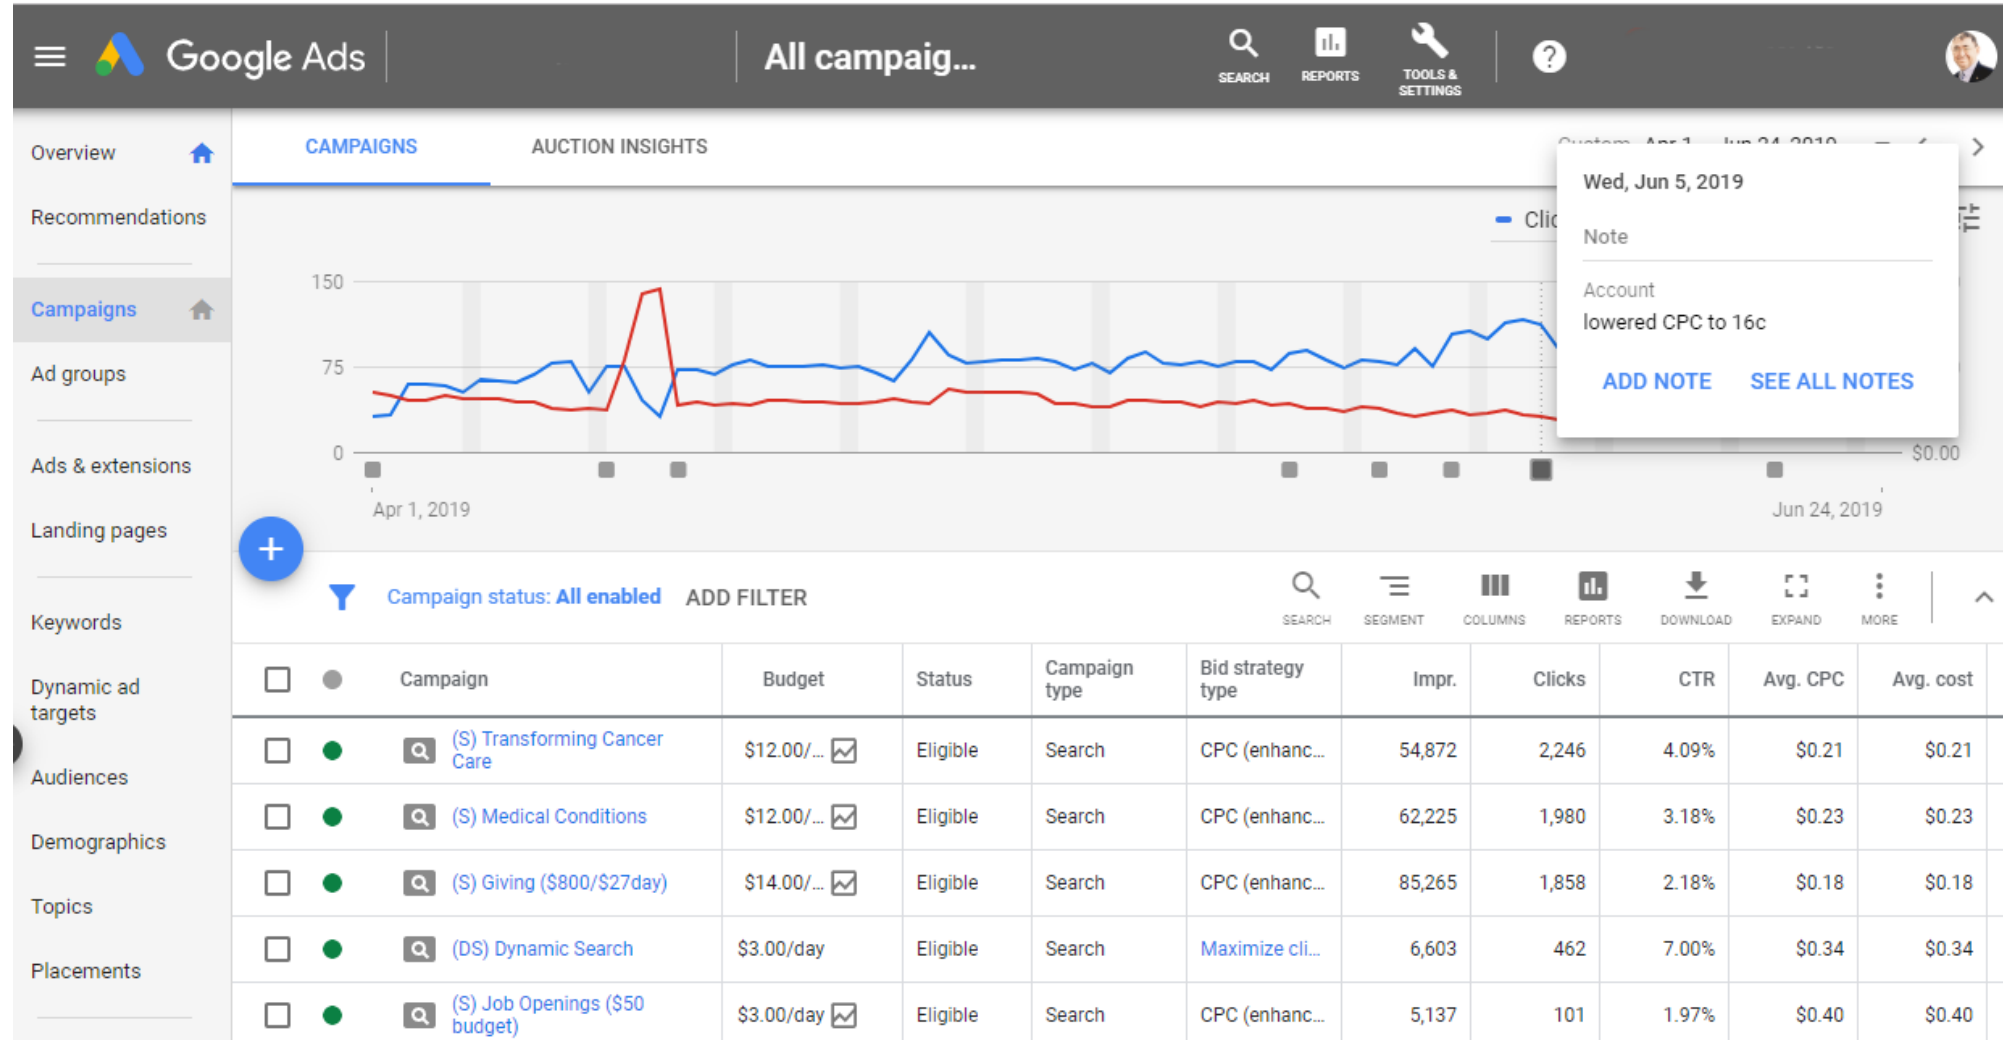 Google Ads
All campaig...
SEARCH
REPORTS
TOOLS &
SETTINGS
?
Overview
Recommendations
Campaigns
Ad groups
Ads & extensions
Landing pages
Keywords
Dynamic ad
targets
Audiences
Demographics
Topics
Placements
CAMPAIGNS
AUCTION INSIGHTS
Custom Apr 1 – Jun 24, 2019
Wed, Jun 5, 2019
Note
Account
lowered CPC to 16c
ADD NOTE
SEE ALL NOTES
Clic
150
75
0
$0.00
Apr 1, 2019
Jun 24, 2019
Campaign status: All enabled
ADD FILTER
SEARCH
SEGMENT
COLUMNS
REPORTS
DOWNLOAD
EXPAND
MORE
Campaign Budget Status Campaign type Bid strategy type Impr. Clicks CTR Avg. CPC Avg. cost
(S) Transforming Cancer Care $12.00/... Eligible Search CPC (enhanc... 54,872 2,246 4.09% $0.21 $0.21
(S) Medical Conditions $12.00/... Eligible Search CPC (enhanc... 62,225 1,980 3.18% $0.23 $0.23
(S) Giving ($800/$27day) $14.00/... Eligible Search CPC (enhanc... 85,265 1,858 2.18% $0.18 $0.18
(DS) Dynamic Search $3.00/day Eligible Search Maximize cli... 6,603 462 7.00% $0.34 $0.34
(S) Job Openings ($50 budget) $3.00/day Eligible Search CPC (enhanc... 5,137 101 1.97% $0.40 $0.40